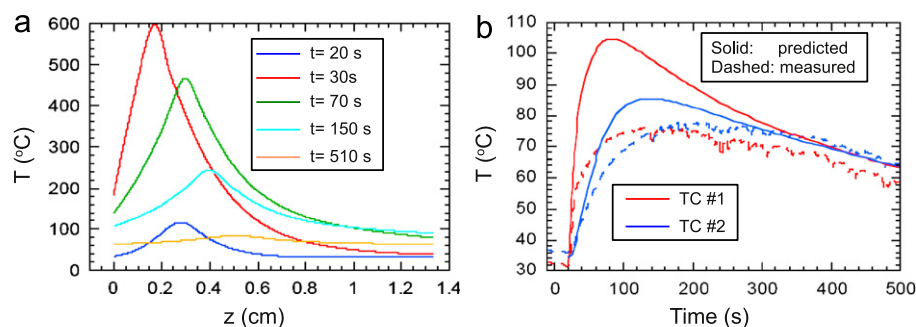 a
600
500
400
300
200
100
0
T (°C)
t= 20 s
t= 30s
t= 70 s
t= 150 s
t= 510 s
0 0.2 0.4 0.6 0.8 1 1.2 1.4
z (cm)
b
110
100
90
80
70
60
50
40
30
T (°C)
Solid: predicted
Dashed: measured
TC #1
TC #2
0 100 200 300 400 500
Time (s)